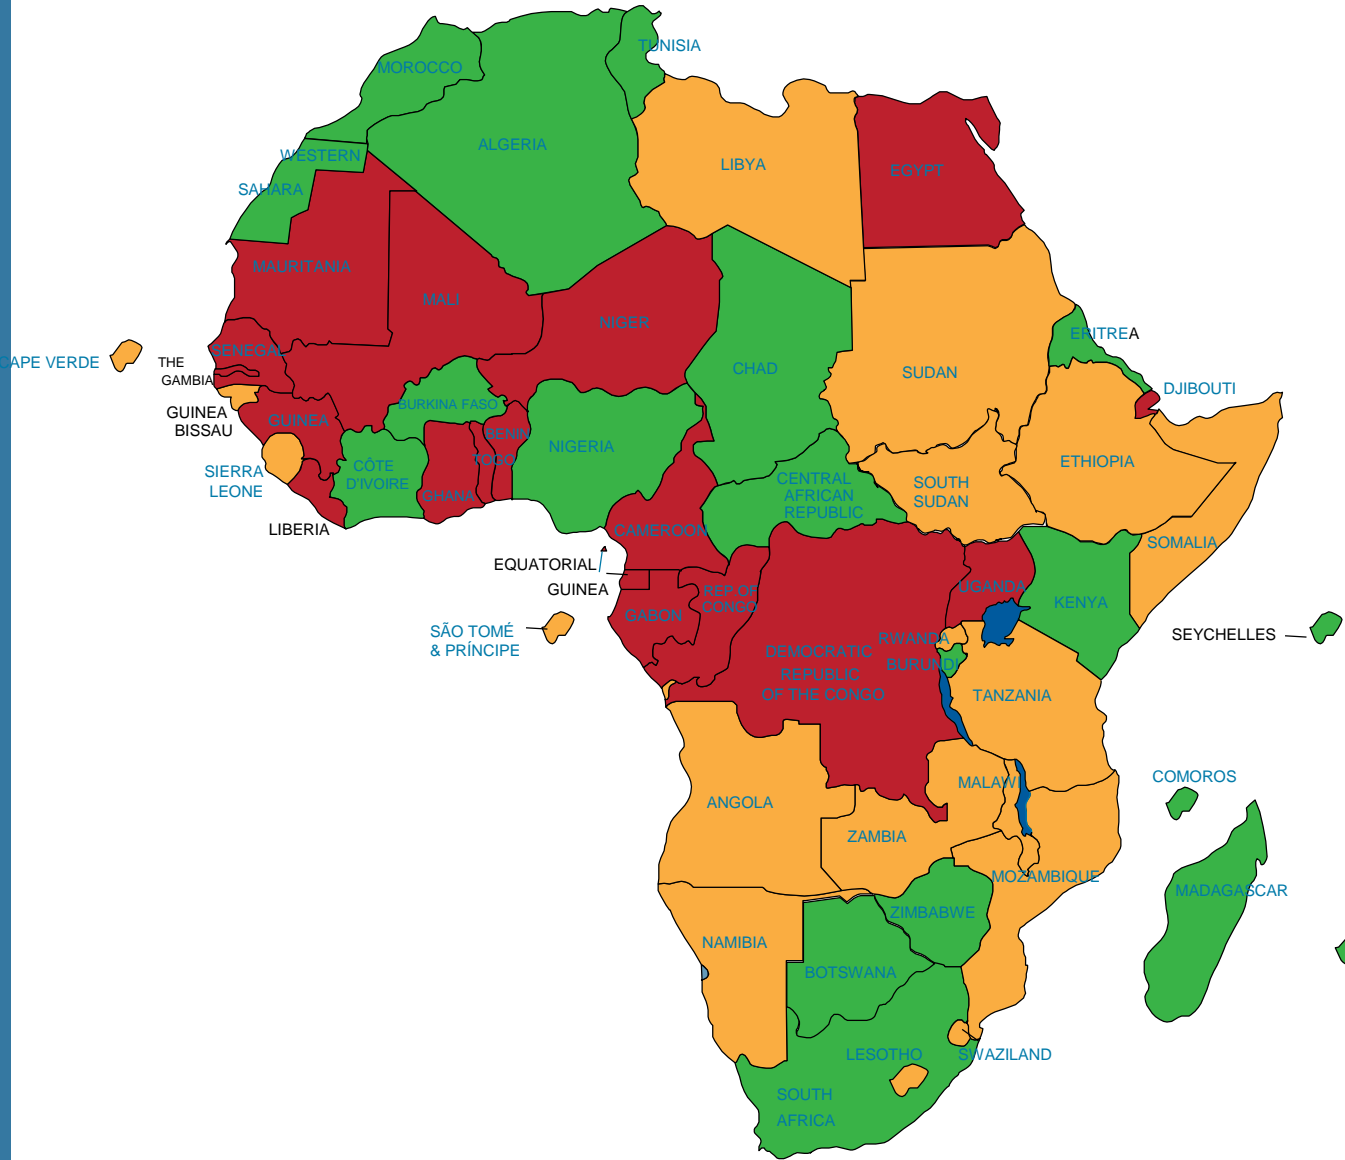 TUNISIA
MOROCCO
ALGERIA
WESTERN
SAHARA
LIBYA
EGYPT
MAURITANIA
MALI
NIGER
ERITREA
SENEGAL
CAPE VERDE
THE
GAMBIA
CHAD
SUDAN
DJIBOUTI
BURKINA FASO
GUINEA
BISSAU
GUINEA
BENIN
TOGO
NIGERIA
ETHIOPIA
SIERRA
LEONE
CÔTE
D'IVOIRE
GHANA
CENTRAL
AFRICAN
REPUBLIC
SOUTH
SUDAN
LIBERIA
CAMEROON
SOMALIA
EQUATORIAL
GUINEA
REP OF
CONGO
GABON
UGANDA
KENYA
SÃO TOMÉ
& PRÍNCIPE
RWANDA
BURUNDI
SEYCHELLES
DEMOCRATIC
REPUBLIC
OF THE CONGO
TANZANIA
COMOROS
MALAWI
ANGOLA
ZAMBIA
MOZAMBIQUE
MADAGASCAR
ZIMBABWE
NAMIBIA
BOTSWANA
LESOTHO
SWAZILAND
SOUTH
AFRICA